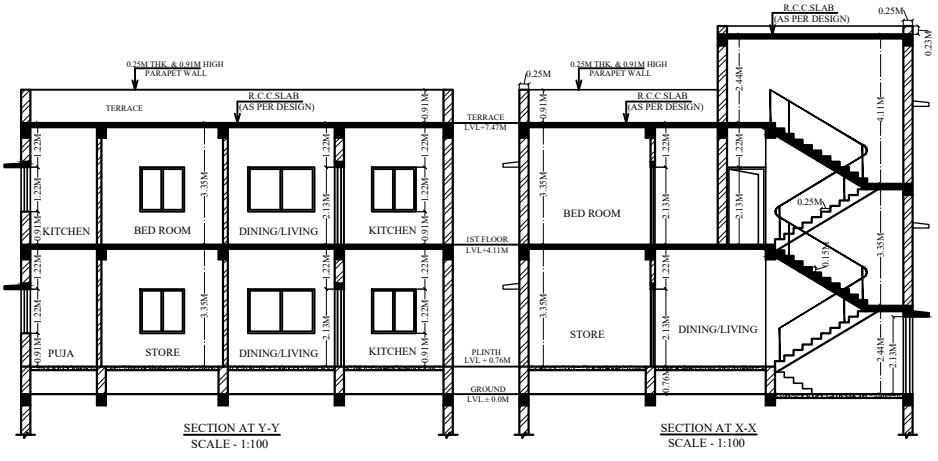 R.C.C.SLAB
(AS PER DESIGN)
0.25M
0.23M
0.25M THK. & 0.91M HIGH
PARAPET WALL
TERRACE
R.C.C.SLAB
(AS PER DESIGN)
0.91M
0.25M
0.25M THK. & 0.91M HIGH
PARAPET WALL
R.C.C.SLAB
(AS PER DESIGN)
0.91M
2.44M
4.11M
TERRACE
LVL+7.47M
1.22M
1.22M
0.91M
3.35M
1.22M
2.13M
1.22M
1.22M
0.91M
KITCHEN
BED ROOM
DINING/LIVING
KITCHEN
3.35M
1.22M
2.13M
1.22M
2.13M
BED ROOM
0.25M
1ST FLOOR
LVL+4.11M
1.22M
1.22M
0.91M
3.35M
1.22M
2.13M
1.22M
1.22M
0.91M
PUJA
STORE
DINING/LIVING
KITCHEN
3.35M
1.22M
2.13M
STORE
DINING/LIVING
0.15M
3.35M
2.44M
2.13M
PLINTH
LVL + 0.76M
0.76M
GROUND
LVL ± 0.0M
SECTION AT Y-Y
SCALE - 1:100
SECTION AT X-X
SCALE - 1:100